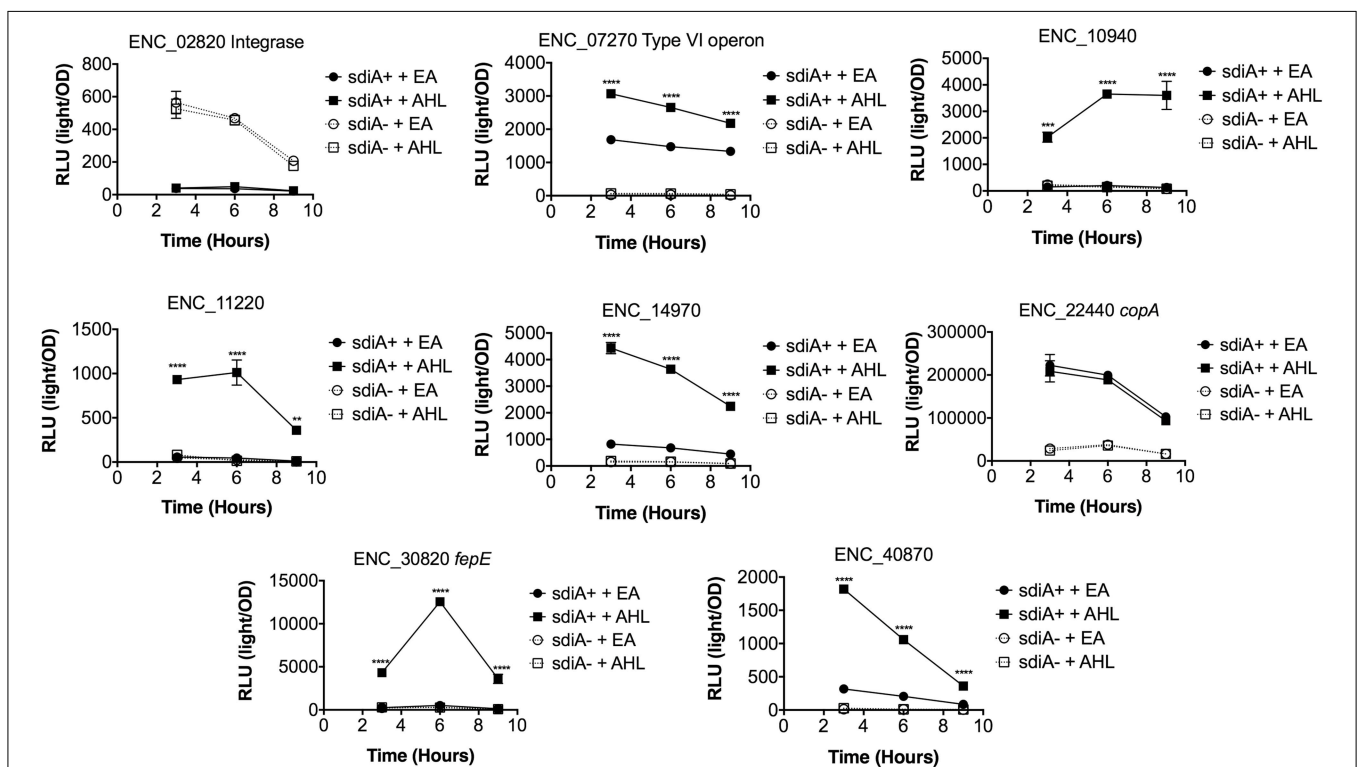 ENC_02820 Integrase
800
600
400
200
0
0 2 4 6 8 10
RLU (light/OD)
Time (Hours)
sdiA+ + EA
sdiA+ + AHL
sdiA- + EA
sdiA- + AHL
ENC_07270 Type VI operon
4000
3000
2000
1000
0
0 2 4 6 8 10
RLU (light/OD)
Time (Hours)
**** **** ****
sdiA+ + EA
sdiA+ + AHL
sdiA- + EA
sdiA- + AHL
ENC_10940
5000
4000
3000
2000
1000
0
0 2 4 6 8 10
RLU (light/OD)
Time (Hours)
*** **** ****
sdiA+ + EA
sdiA+ + AHL
sdiA- + EA
sdiA- + AHL
ENC_11220
1500
1000
500
0
0 2 4 6 8 10
RLU (light/OD)
Time (Hours)
**** **** **
sdiA+ + EA
sdiA+ + AHL
sdiA- + EA
sdiA- + AHL
ENC_14970
5000
4000
3000
2000
1000
0
0 2 4 6 8 10
RLU (light/OD)
Time (Hours)
**** **** ****
sdiA+ + EA
sdiA+ + AHL
sdiA- + EA
sdiA- + AHL
ENC_22440 copA
300000
200000
100000
0
0 2 4 6 8 10
RLU (light/OD)
Time (Hours)
sdiA+ + EA
sdiA+ + AHL
sdiA- + EA
sdiA- + AHL
ENC_30820 fepE
15000
10000
5000
0
0 2 4 6 8 10
RLU (light/OD)
Time (Hours)
**** **** ****
sdiA+ + EA
sdiA+ + AHL
sdiA- + EA
sdiA- + AHL
ENC_40870
2000
1500
1000
500
0
0 2 4 6 8 10
RLU (light/OD)
Time (Hours)
**** **** ****
sdiA+ + EA
sdiA+ + AHL
sdiA- + EA
sdiA- + AHL